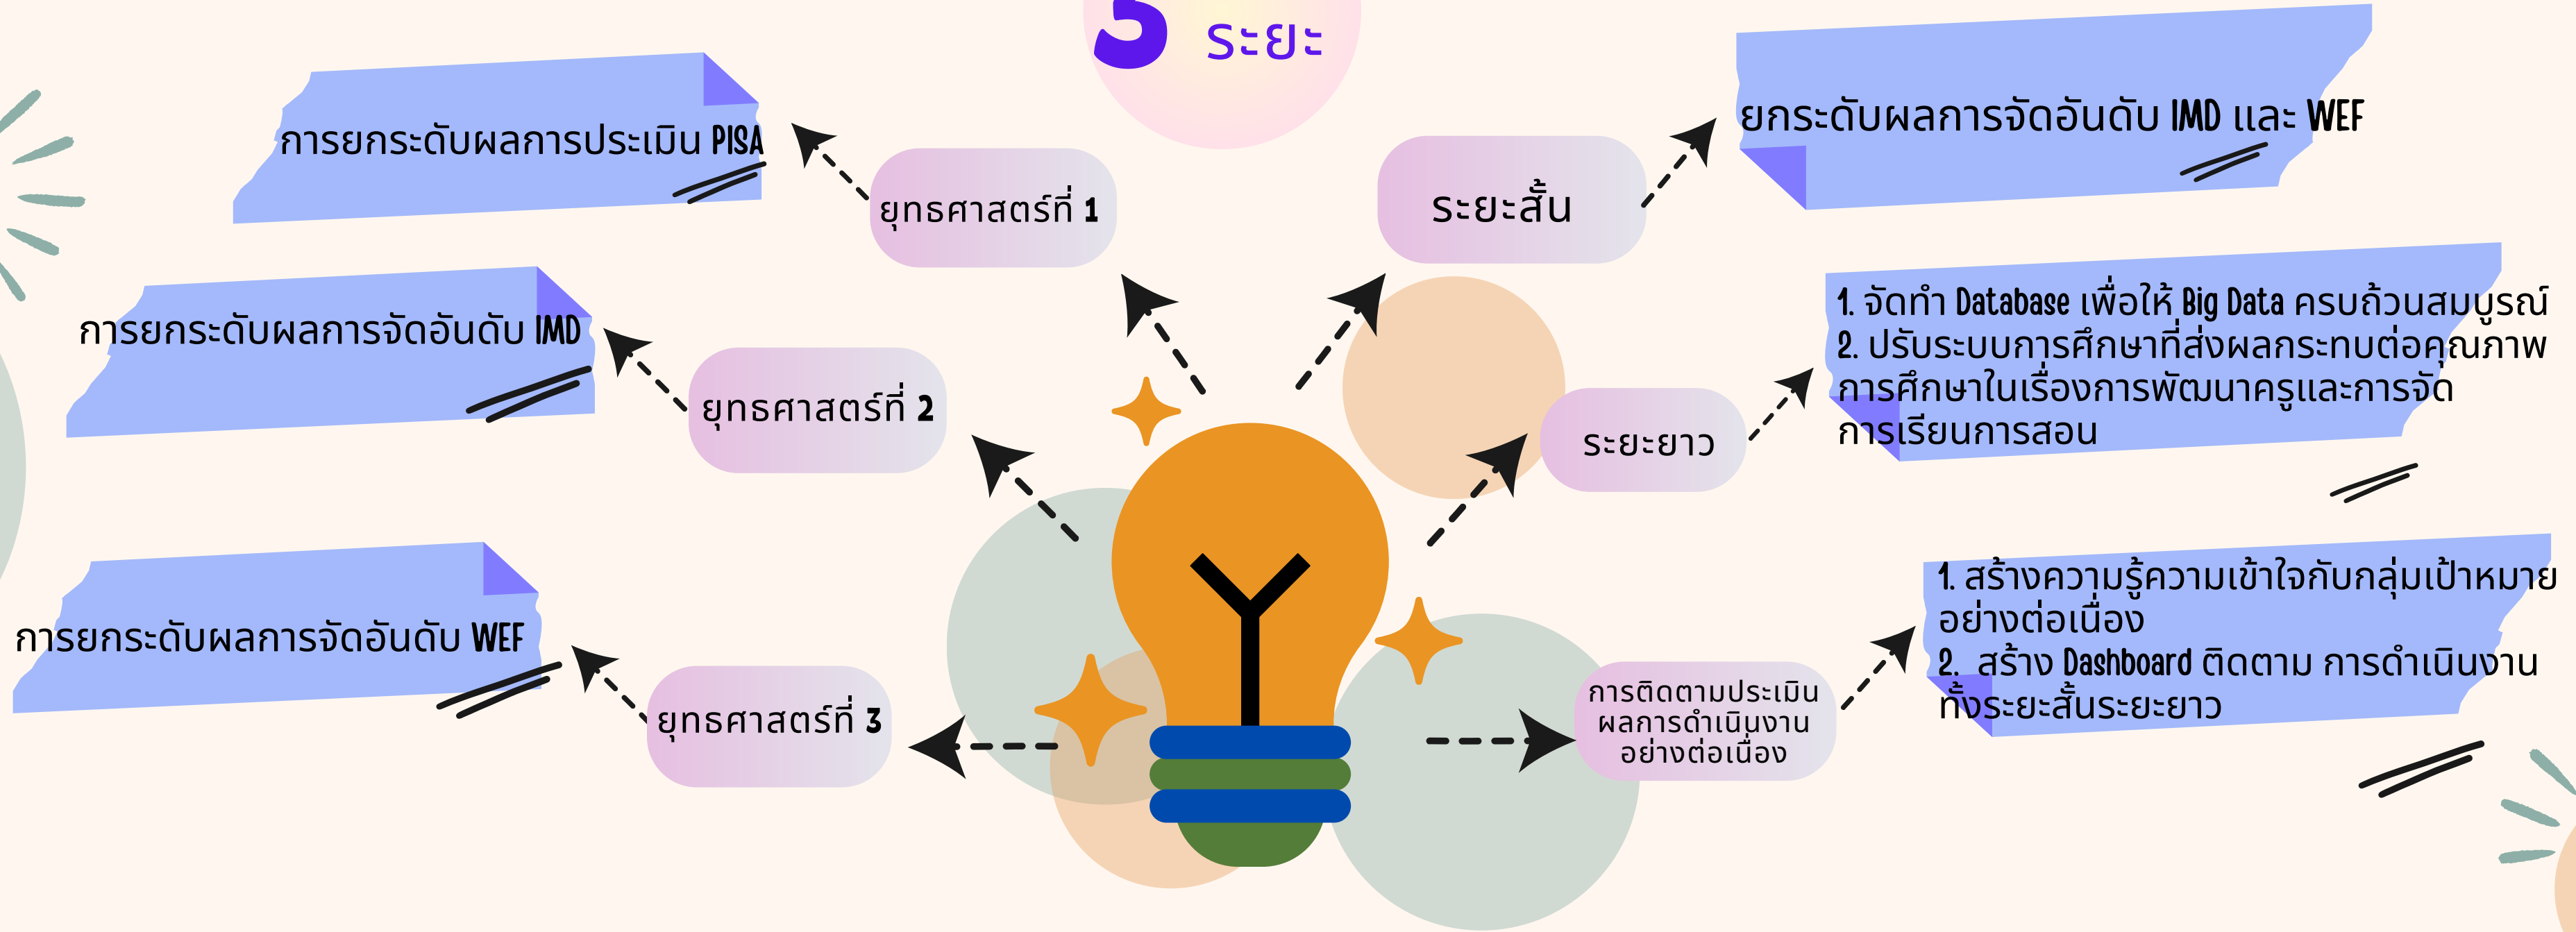 3 ระยะ
การยกระดับผลการประเมิน PISA
ยุทธศาสตร์ที่ 1
การยกระดับผลการจัดอันดับ IMD
ยุทธศาสตร์ที่ 2
การยกระดับผลการจัดอันดับ WEF
ยุทธศาสตร์ที่ 3
ระยะสั้น
ยกระดับผลการจัดอันดับ IMD และ WEF
ระยะยาว
1. จัดทำ Database เพื่อให้ Big Data ครบถ้วนสมบูรณ์
2. ปรับระบบการศึกษาที่ส่งผลกระทบต่อคุณภาพ
การศึกษาในเรื่องการพัฒนาครูและการจัด
การเรียนการสอน
การติดตามประเมิน
ผลการดำเนินงาน
อย่างต่อเนื่อง
1. สร้างความรู้ความเข้าใจกับกลุ่มเป้าหมาย
อย่างต่อเนื่อง
2. สร้าง Dashboard ติดตาม การดำเนินงาน
ทั้งระยะสั้นระยะยาว